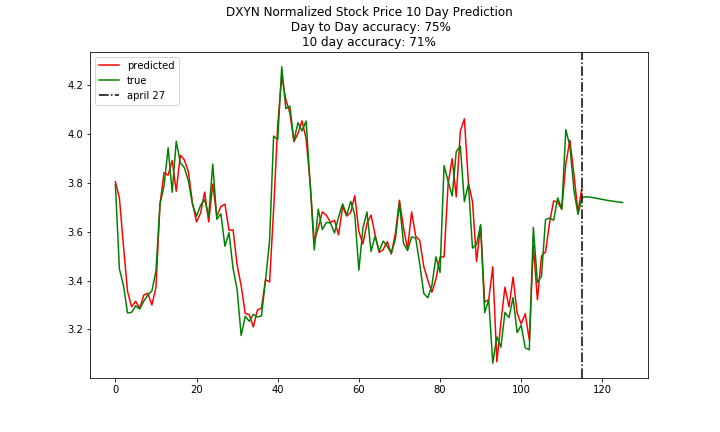 DXYN Normalized Stock Price 10 Day Prediction
Day to Day accuracy: 75%
10 day accuracy: 71%
predicted
true
april 27
4.2
4.0
3.8
3.6
3.4
3.2
0 20 40 60 80 100 120